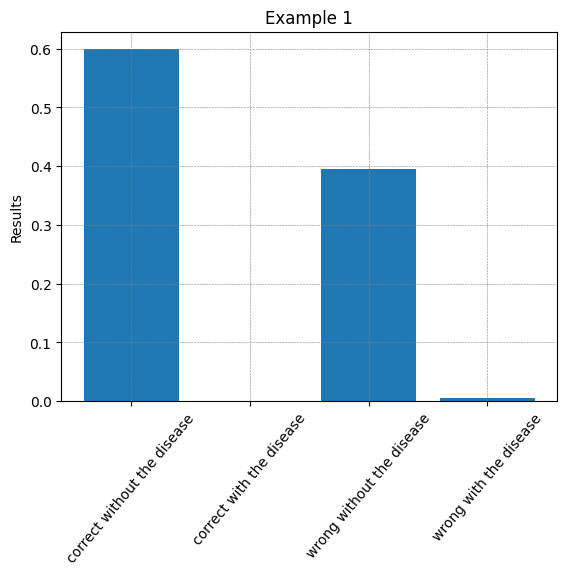 Example 1
Results
0.6
0.5
0.4
0.3
0.2
0.1
0.0
correct without the disease
correct with the disease
wrong without the disease
wrong with the disease